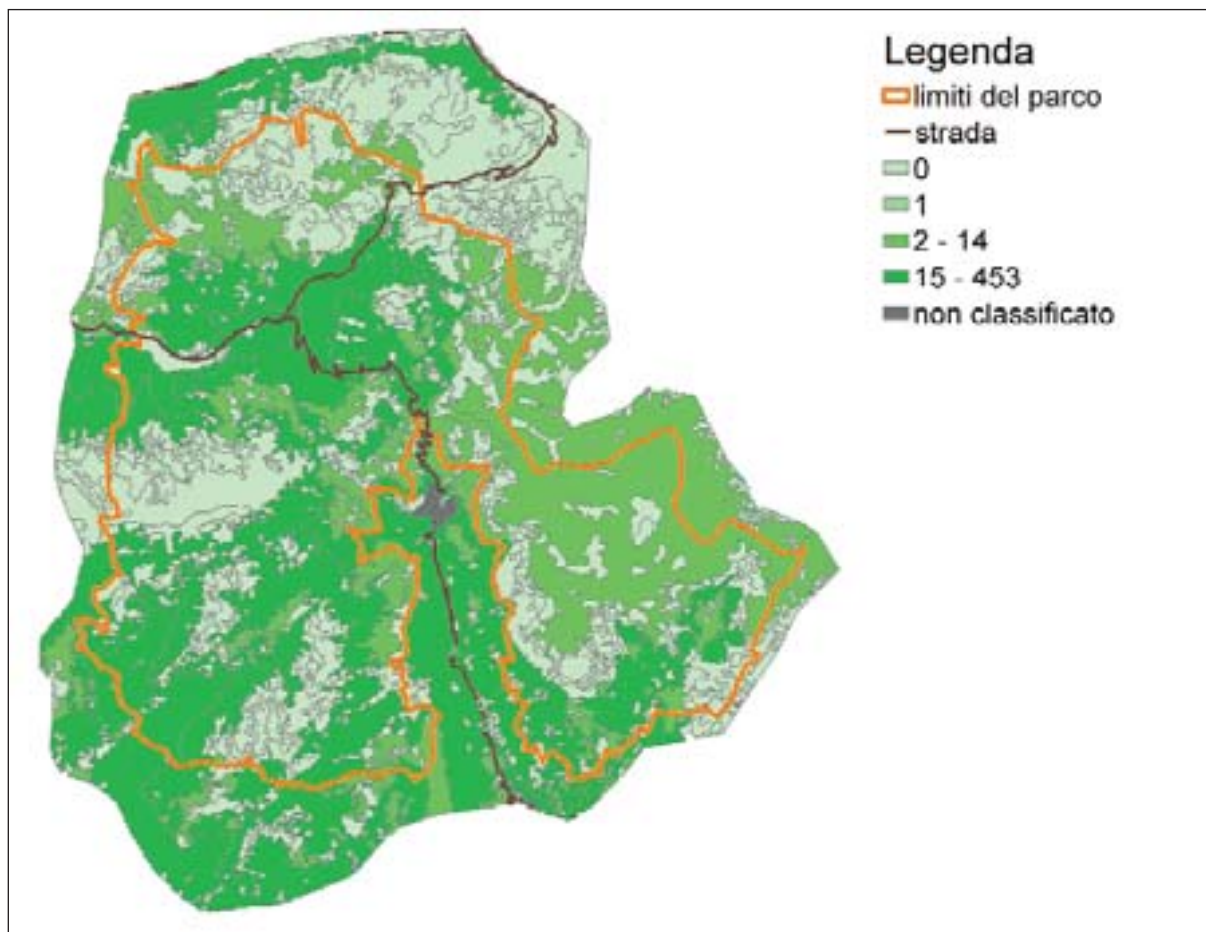 Legenda
limiti del parco
strada
0
1
2 - 14
15 - 453
non classificato